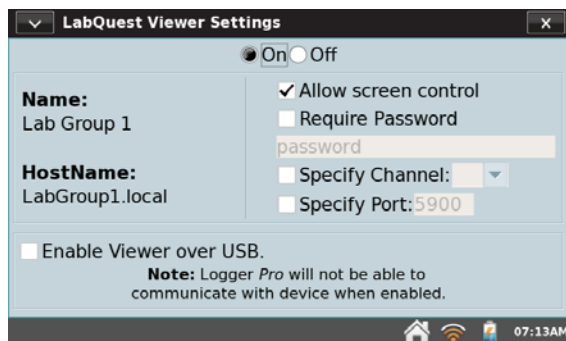 LabQuest Viewer Settings
On Off
Name:
Lab Group 1
HostName:
LabGroup1.local
Allow screen control
Require Password
password
Specify Channel:
Specify Port: 5900
Enable Viewer over USB.
Note: Logger Pro will not be able to
communicate with device when enabled.
07:13AM